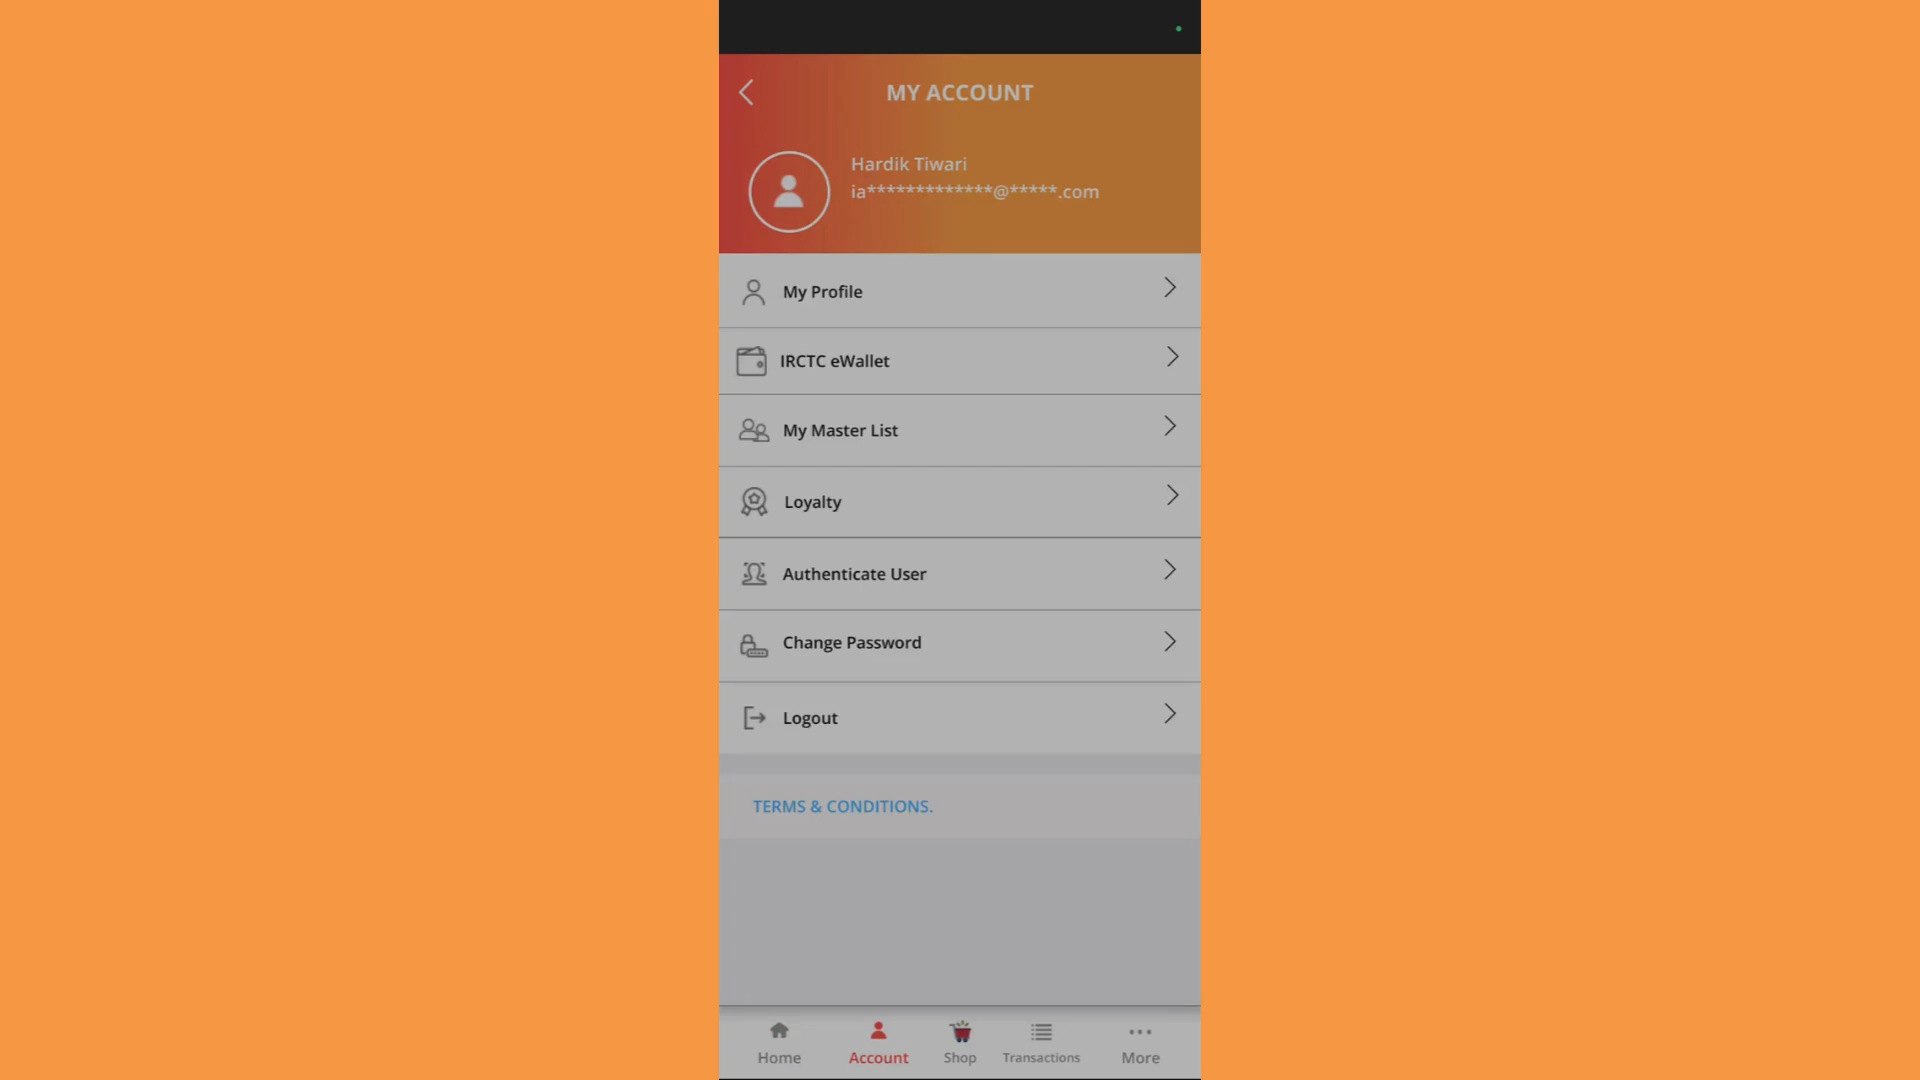 MY ACCOUNT
Hardik Tiwari
ia*************@*****.com
My Profile
IRCTC eWallet
My Master List
Loyalty
Authenticate User
Change Password
Logout
TERMS & CONDITIONS.
Home
Account
Shop
Transactions
More